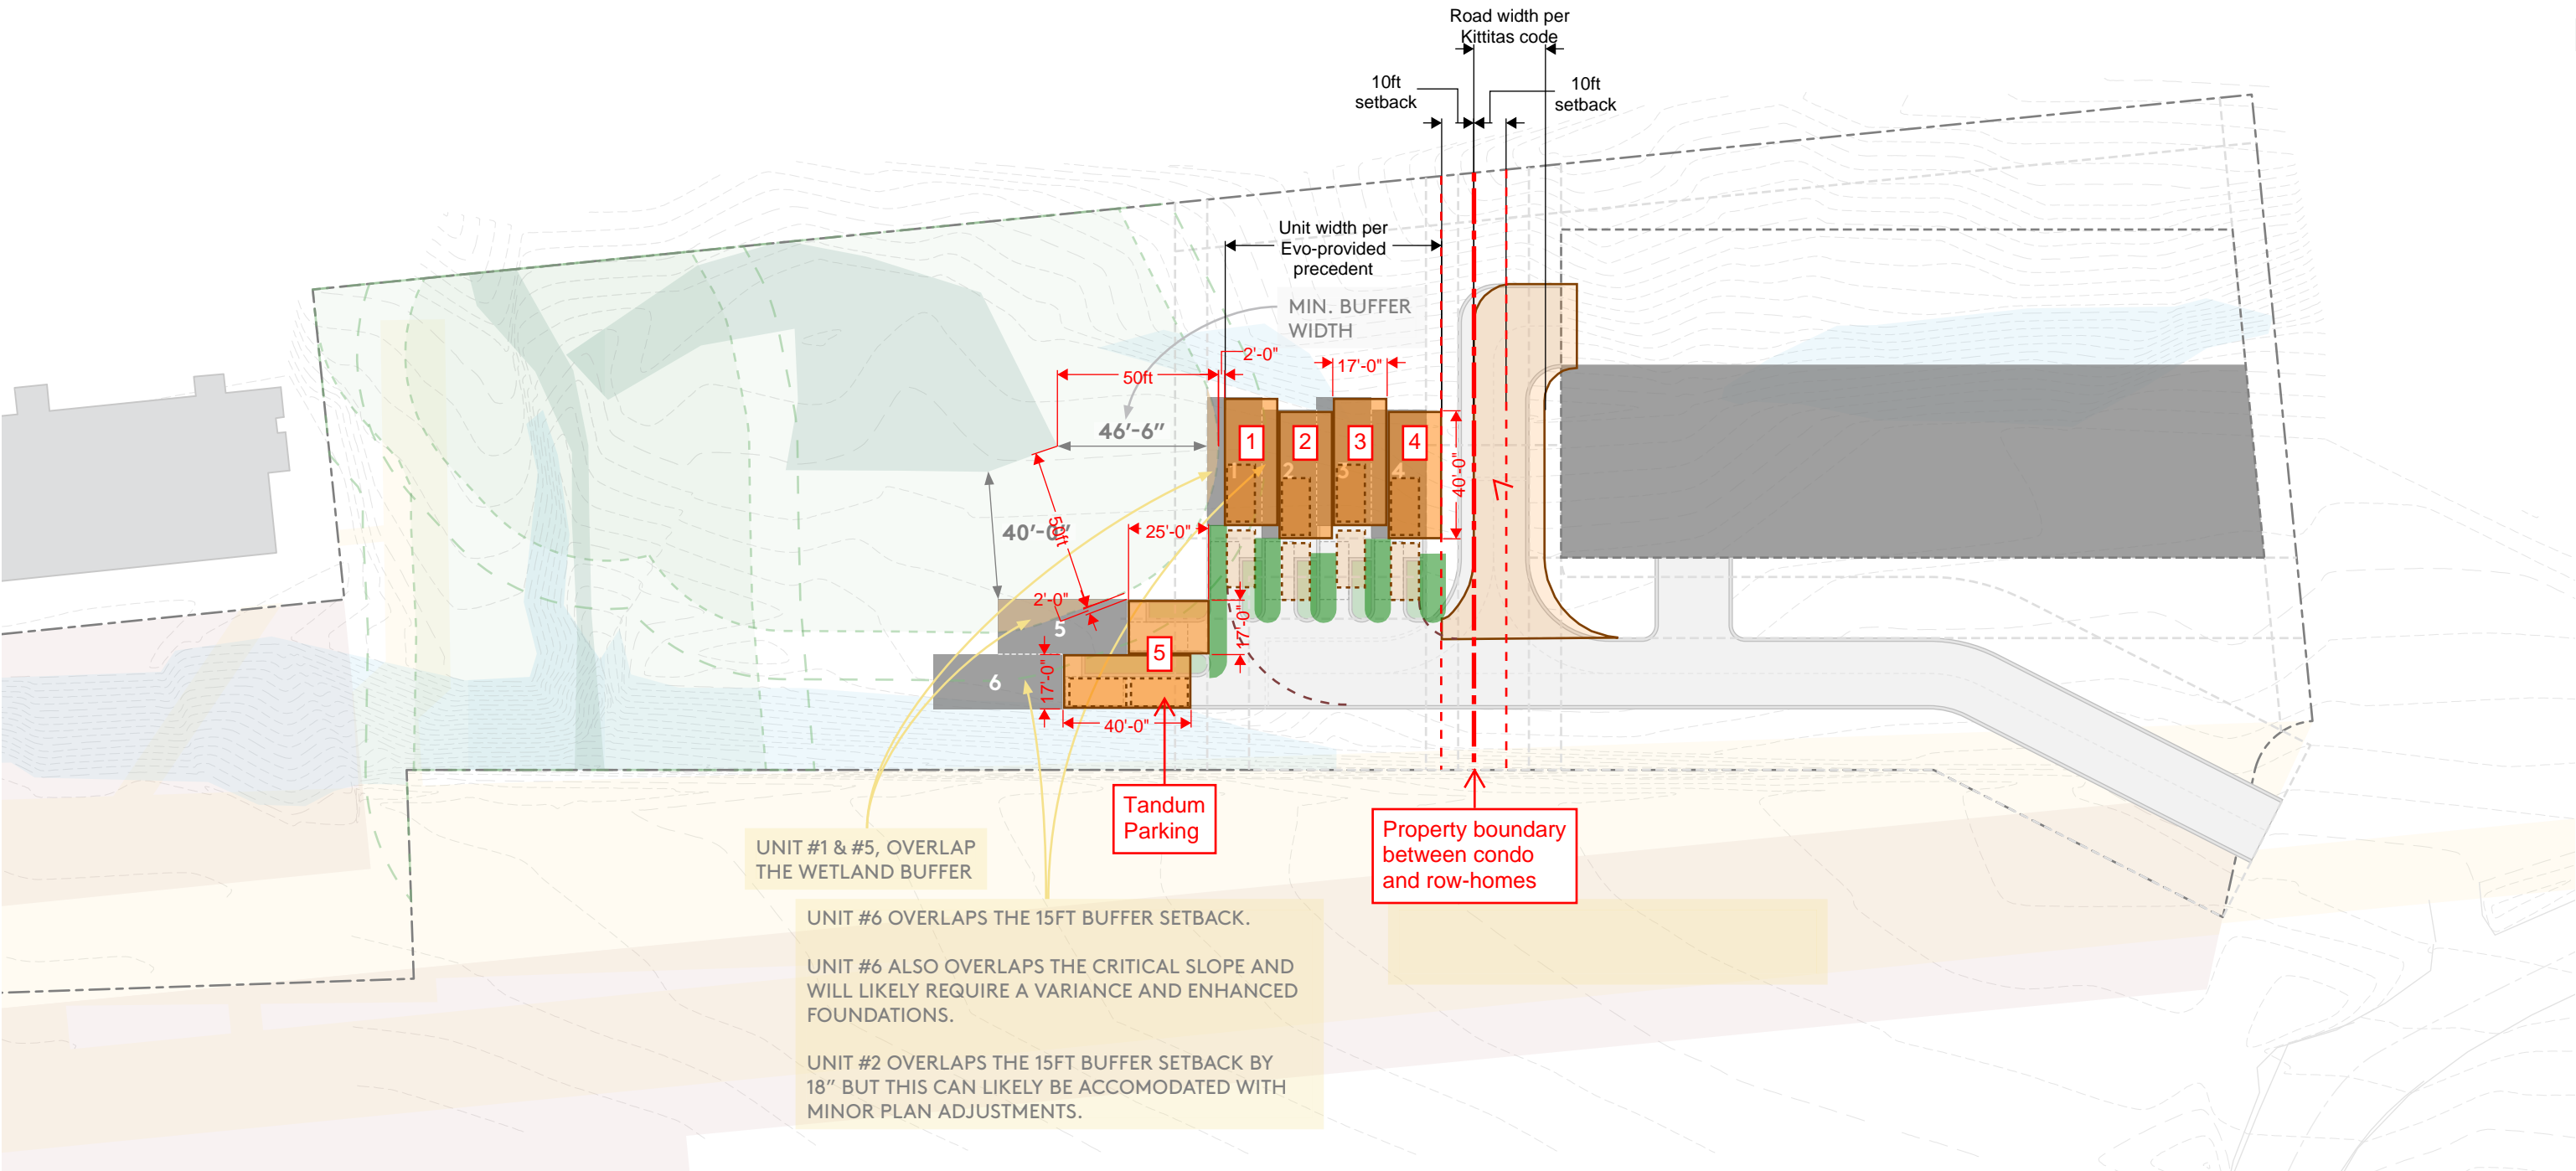 Road width per
Kittitas code
10ft
setback
10ft
setback
Unit width per
Evo-provided
precedent
MIN. BUFFER
WIDTH
2'-0"
50ft
17'-0"
46'-6"
1
2
3
4
1
2
3
4
40'-0"
40'-0"
50ft
25'-0"
2'-0"
5
17'-0"
5
6
17'-0"
40'-0"
Tandum
Parking
Property boundary
between condo
and row-homes
UNIT #1 & #5, OVERLAP
THE WETLAND BUFFER
UNIT #6 OVERLAPS THE 15FT BUFFER SETBACK.
UNIT #6 ALSO OVERLAPS THE CRITICAL SLOPE AND
WILL LIKELY REQUIRE A VARIANCE AND ENHANCED
FOUNDATIONS.
UNIT #2 OVERLAPS THE 15FT BUFFER SETBACK BY
18” BUT THIS CAN LIKELY BE ACCOMODATED WITH
MINOR PLAN ADJUSTMENTS.